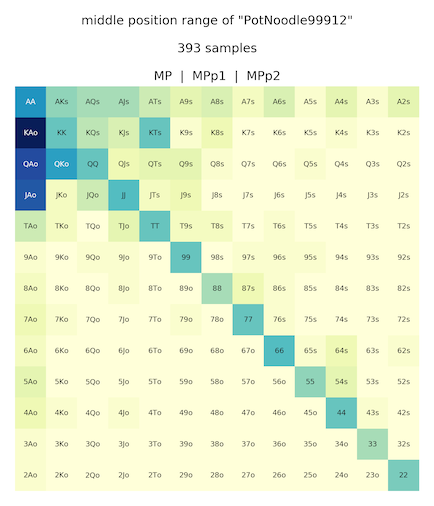 middle position range of "PotNoodle99912"
393 samples
MP | MPp1 | MPp2
AA AKs AQs AJs ATs A9s A8s A7s A6s A5s A4s A3s A2s
KAo KK KQs KJs KTs K9s K8s K7s K6s K5s K4s K3s K2s
QAo QKo QQ QJs QTs Q9s Q8s Q7s Q6s Q5s Q4s Q3s Q2s
JAo JKo JQo JJ JTs J9s J8s J7s J6s J5s J4s J3s J2s
TAo TKo TQo TJo TT T9s T8s T7s T6s T5s T4s T3s T2s
9Ao 9Ko 9Qo 9Jo 9To 99 98s 97s 96s 95s 94s 93s 92s
8Ao 8Ko 8Qo 8Jo 8To 89o 88 87s 86s 85s 84s 83s 82s
7Ao 7Ko 7Qo 7Jo 7To 79o 78o 77 76s 75s 74s 73s 72s
6Ao 6Ko 6Qo 6Jo 6To 69o 68o 67o 66 65s 64s 63s 62s
5Ao 5Ko 5Qo 5Jo 5To 59o 58o 57o 56o 55 54s 53s 52s
4Ao 4Ko 4Qo 4Jo 4To 49o 48o 47o 46o 45o 44 43s 42s
3Ao 3Ko 3Qo 3Jo 3To 39o 38o 37o 36o 35o 34o 33 32s
2Ao 2Ko 2Qo 2Jo 2To 29o 28o 27o 26o 25o 24o 23o 22